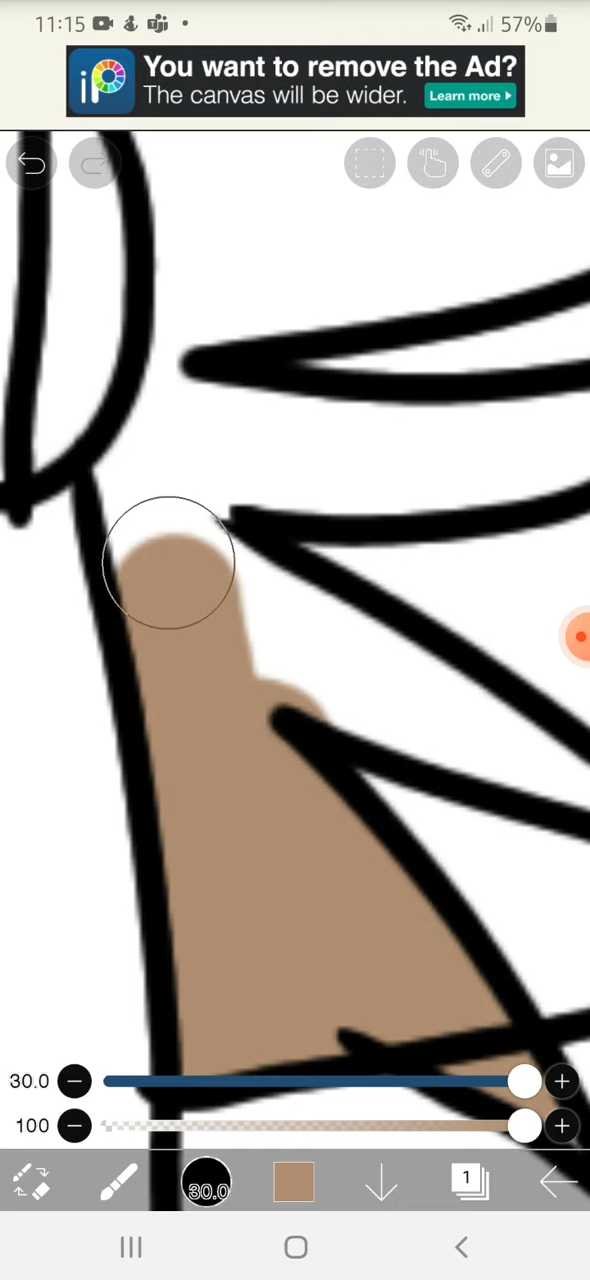 11:15
57%
iP
You want to remove the Ad?
The canvas will be wider.
Learn more
30.0
100
30.0
1